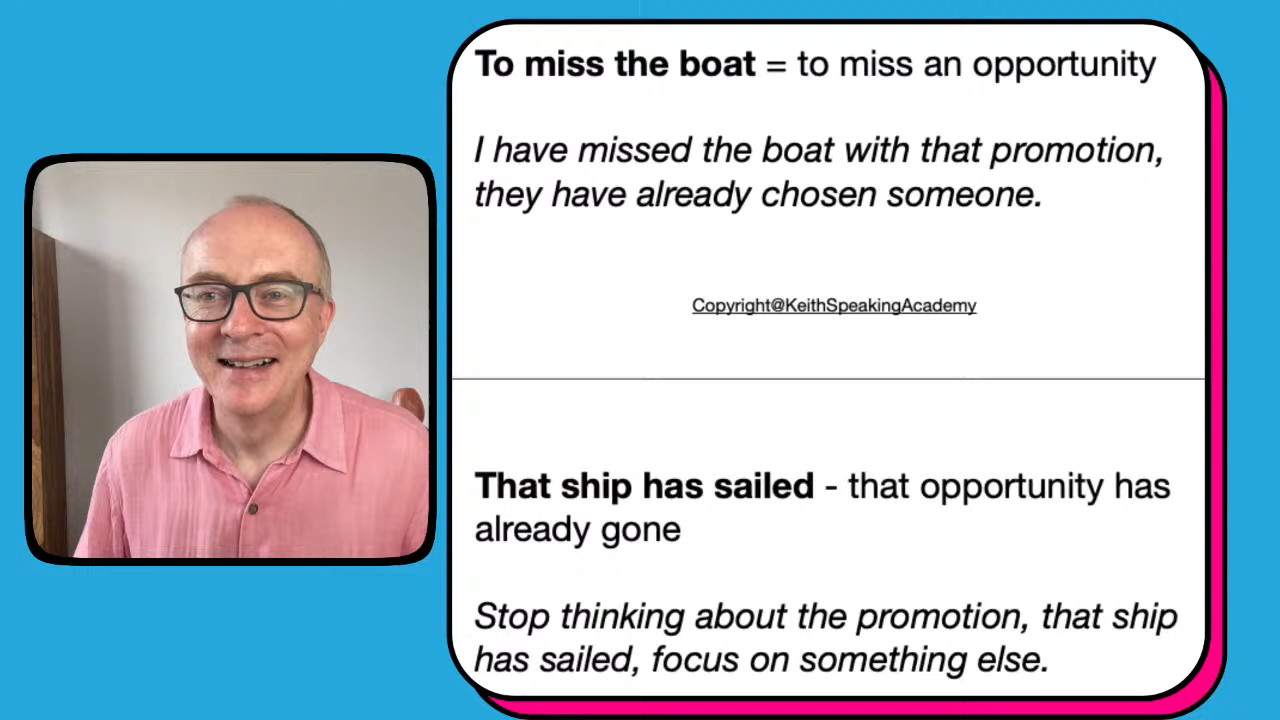 To miss the boat = to miss an opportunity
I have missed the boat with that promotion,
they have already chosen someone.
Copyright@KeithSpeakingAcademy
That ship has sailed - that opportunity has
already gone
Stop thinking about the promotion, that ship
has sailed, focus on something else.